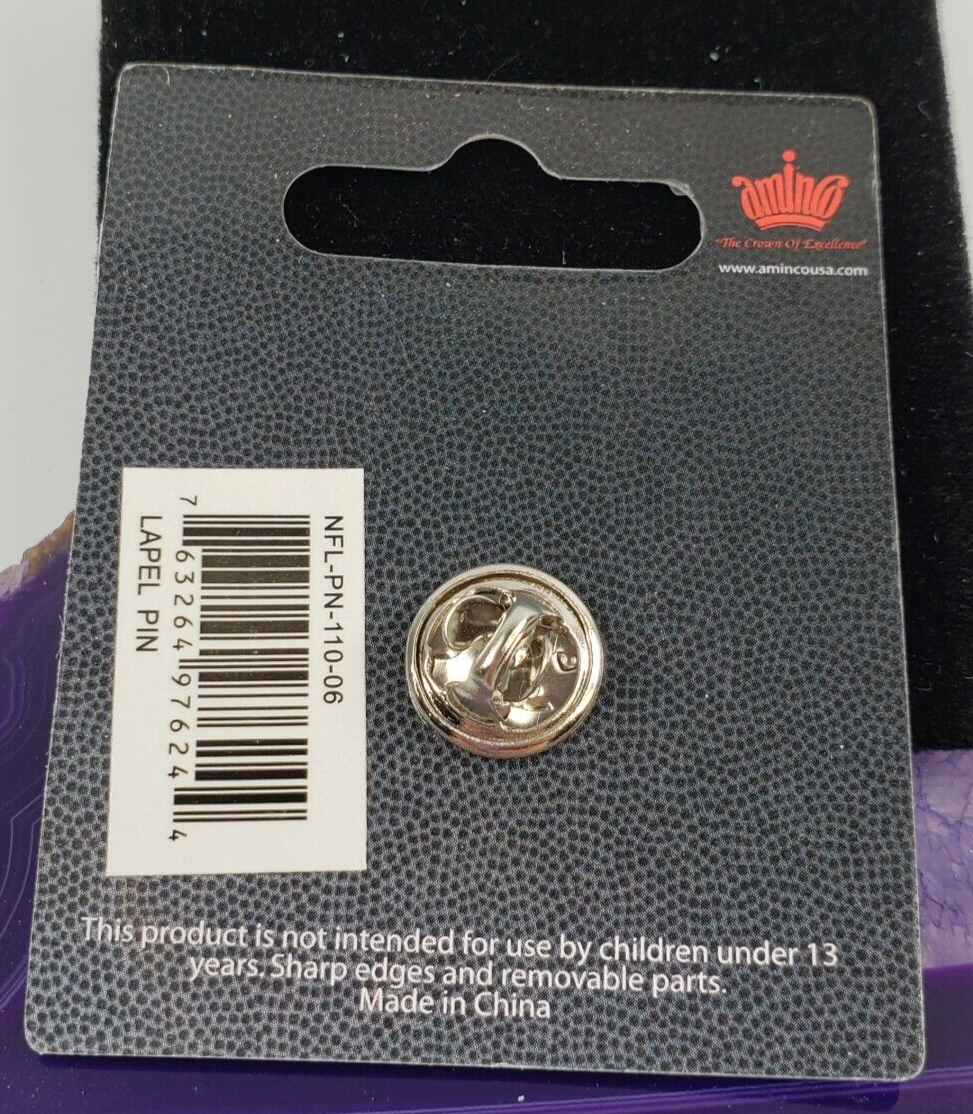 aminco
"The Crown Of Excellence"
www.amincousa.com
NFL-PN-110-06
7 63264 97624 4
LAPEL PIN
This product is not intended for use by children under 13
years. Sharp edges and removable parts.
Made in China